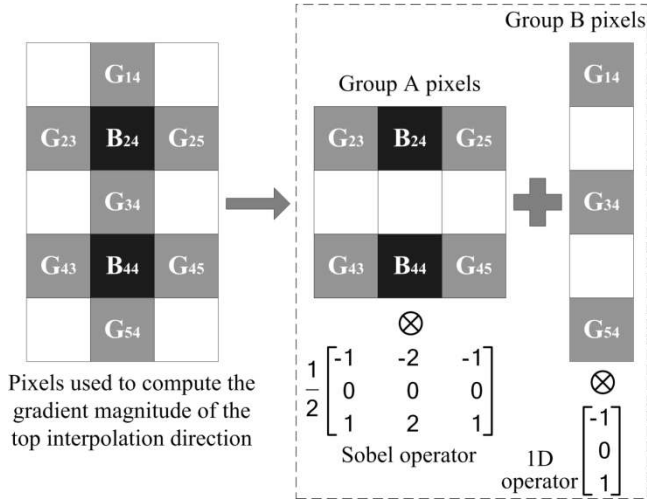 Group B pixels
Group A pixels
G14
G23 B24 G25
G34
G43 B44 G45
G54
G23 B24 G25
G43 B44 G45
G14
G34
G54
Pixels used to compute the
gradient magnitude of the
top interpolation direction
⊗
1/2 [-1 -2 -1
0 0 0
1 2 1]
Sobel operator
⊗
1D
operator
[-1
0
1]